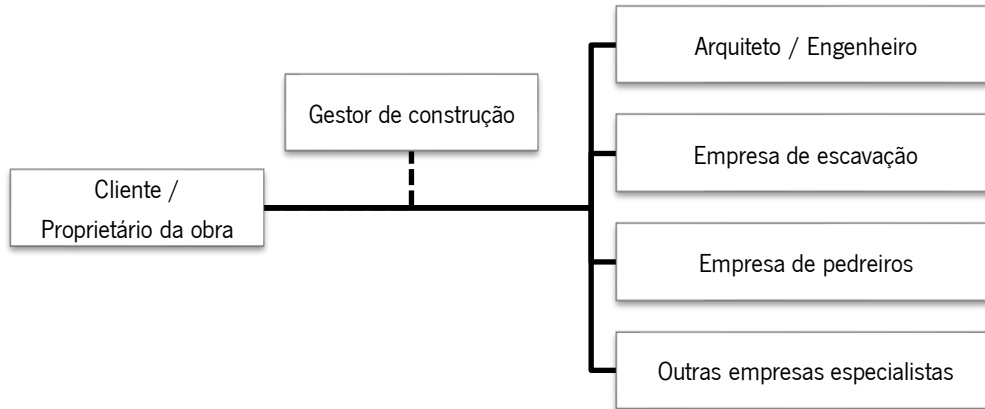 Arquiteto / Engenheiro
Gestor de construção
Empresa de escavação
Cliente /
Proprietário da obra
Empresa de pedreiros
Outras empresas especialistas